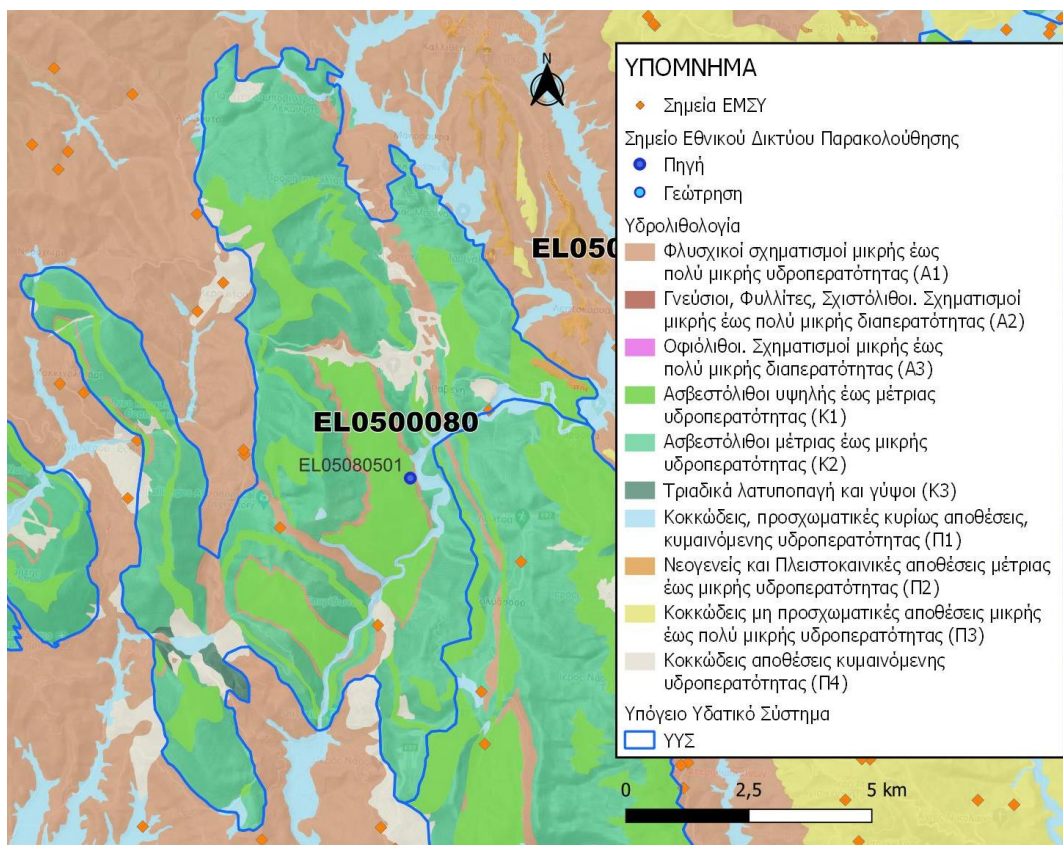 N
EL0500080
EL05080501
EL050
ΥΠΟΜΝΗΜΑ
Σημεία ΕΜΣΥ
Σημείο Εθνικού Δικτύου Παρακολούθησης
Πηγή
Γεώτρηση
Υδρολιθολογία
Φλυσχικοί σχηματισμοί μικρής έως
πολύ μικρής υδροπερατότητας (Α1)
Γνεύσιοι, Φυλλίτες, Σχιστόλιθοι. Σχηματισμοί
μικρής έως πολύ μικρής διαπερατότητας (Α2)
Οφιόλιθοι. Σχηματισμοί μικρής έως
πολύ μικρής διαπερατότητας (Α3)
Ασβεστόλιθοι υψηλής έως μέτριας
υδροπερατότητας (Κ1)
Ασβεστόλιθοι μέτριας έως μικρής
υδροπερατότητας (Κ2)
Τριαδικά λατυποπαγή και γύψοι (Κ3)
Κοκκώδεις, προσχωματικές κυρίως αποθέσεις,
κυμαινόμενης υδροπερατότητας (Π1)
Νεογενείς και Πλειστοκαινικές αποθέσεις μέτριας
έως μικρής υδροπερατότητας (Π2)
Κοκκώδεις μη προσχωματικές αποθέσεις μικρής
έως πολύ μικρής υδροπερατότητας (Π3)
Κοκκώδεις αποθέσεις κυμαινόμενης
υδροπερατότητας (Π4)
Υπόγειο Υδατικό Σύστημα
ΥΥΣ
0 2,5 5 km